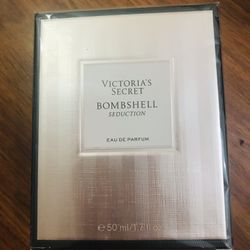 VICTORIA'S
SECRET
BOMBSHELL
SEDUCTION
EAU DE PARFUM
℮ 50 ml/1.7 fl oz